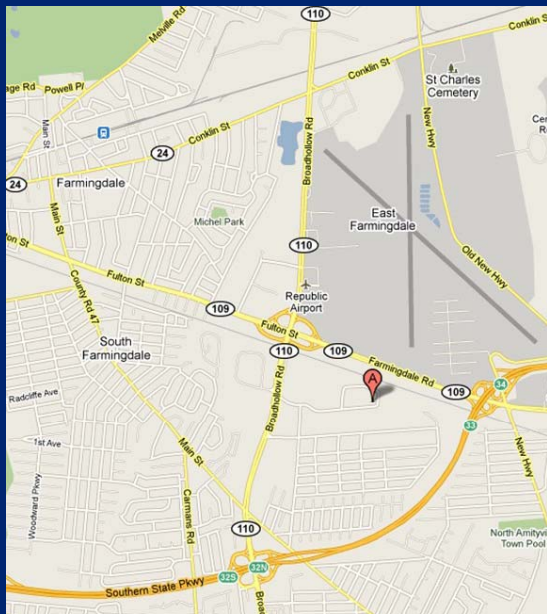 110
Melville Rd
Conklin St
St Charles
Cemetery
Powell Pl
Main St
New Hwy
Conklin St
24
Broadhollow Rd
24
Farmingdale
Main St
Michel Park
East
Farmingdale
110
Old New Hwy
Fulton St
Republic
Airport
County Rd 47
109
Fulton St
South
Farmingdale
110
109
Farmingdale Rd
34
A
109
Radcliffe Ave
Broadhollow Rd
33
1st Ave
Main St
New Hwy
Woodward Pkwy
Carmans Rd
110
North Amityvi
Town Pool
32N
32S
Southern State Pkwy